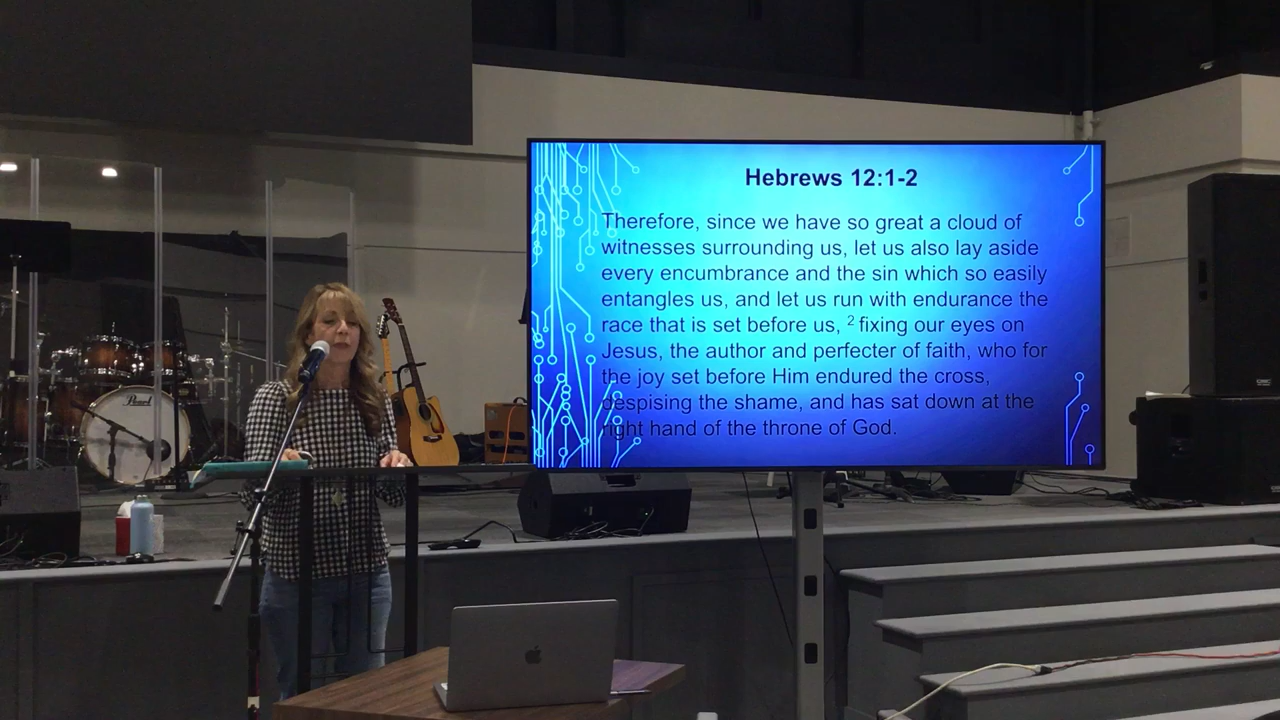 Hebrews 12:1-2
Therefore, since we have so great a cloud of
witnesses surrounding us, let us also lay aside
every encumbrance and the sin which so easily
entangles us, and let us run with endurance the
race that is set before us, 2 fixing our eyes on
Jesus, the author and perfecter of faith, who for
the joy set before Him endured the cross,
despising the shame, and has sat down at the
right hand of the throne of God.
Pearl